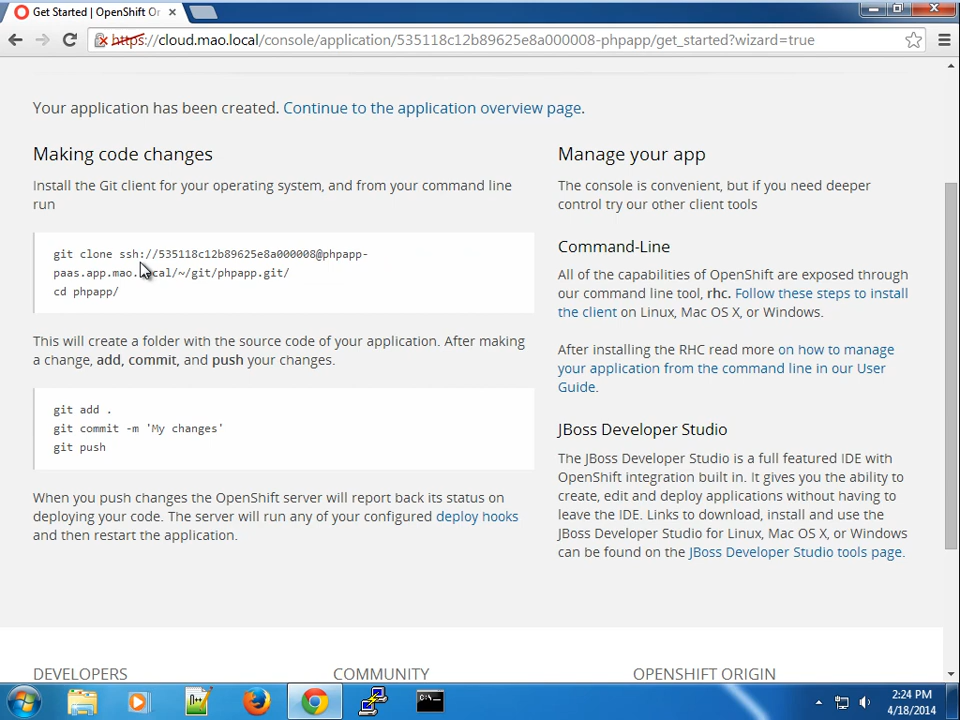 Get Started | OpenShift Or
https://cloud.mao.local/console/application/535118c12b89625e8a000008-phpapp/get_started?wizard=true
Your application has been created. Continue to the application overview page.
Making code changes
Install the Git client for your operating system, and from your command line
run
git clone ssh://535118c12b89625e8a000008@phpapp-
paas.app.mao.local/~/git/phpapp.git/
cd phpapp/
This will create a folder with the source code of your application. After making
a change, add, commit, and push your changes.
git add .
git commit -m 'My changes'
git push
When you push changes the OpenShift server will report back its status on
deploying your code. The server will run any of your configured deploy hooks
and then restart the application.
Manage your app
The console is convenient, but if you need deeper
control try our other client tools
Command-Line
All of the capabilities of OpenShift are exposed through
our command line tool, rhc. Follow these steps to install
the client on Linux, Mac OS X, or Windows.
After installing the RHC read more on how to manage
your application from the command line in our User
Guide.
JBoss Developer Studio
The JBoss Developer Studio is a full featured IDE with
OpenShift integration built in. It gives you the ability to
create, edit and deploy applications without having to
leave the IDE. Links to download, install and use the
JBoss Developer Studio for Linux, Mac OS X, or Windows
can be found on the JBoss Developer Studio tools page.
DEVELOPERS
COMMUNITY
OPENSHIFT ORIGIN
2:24 PM
4/18/2014